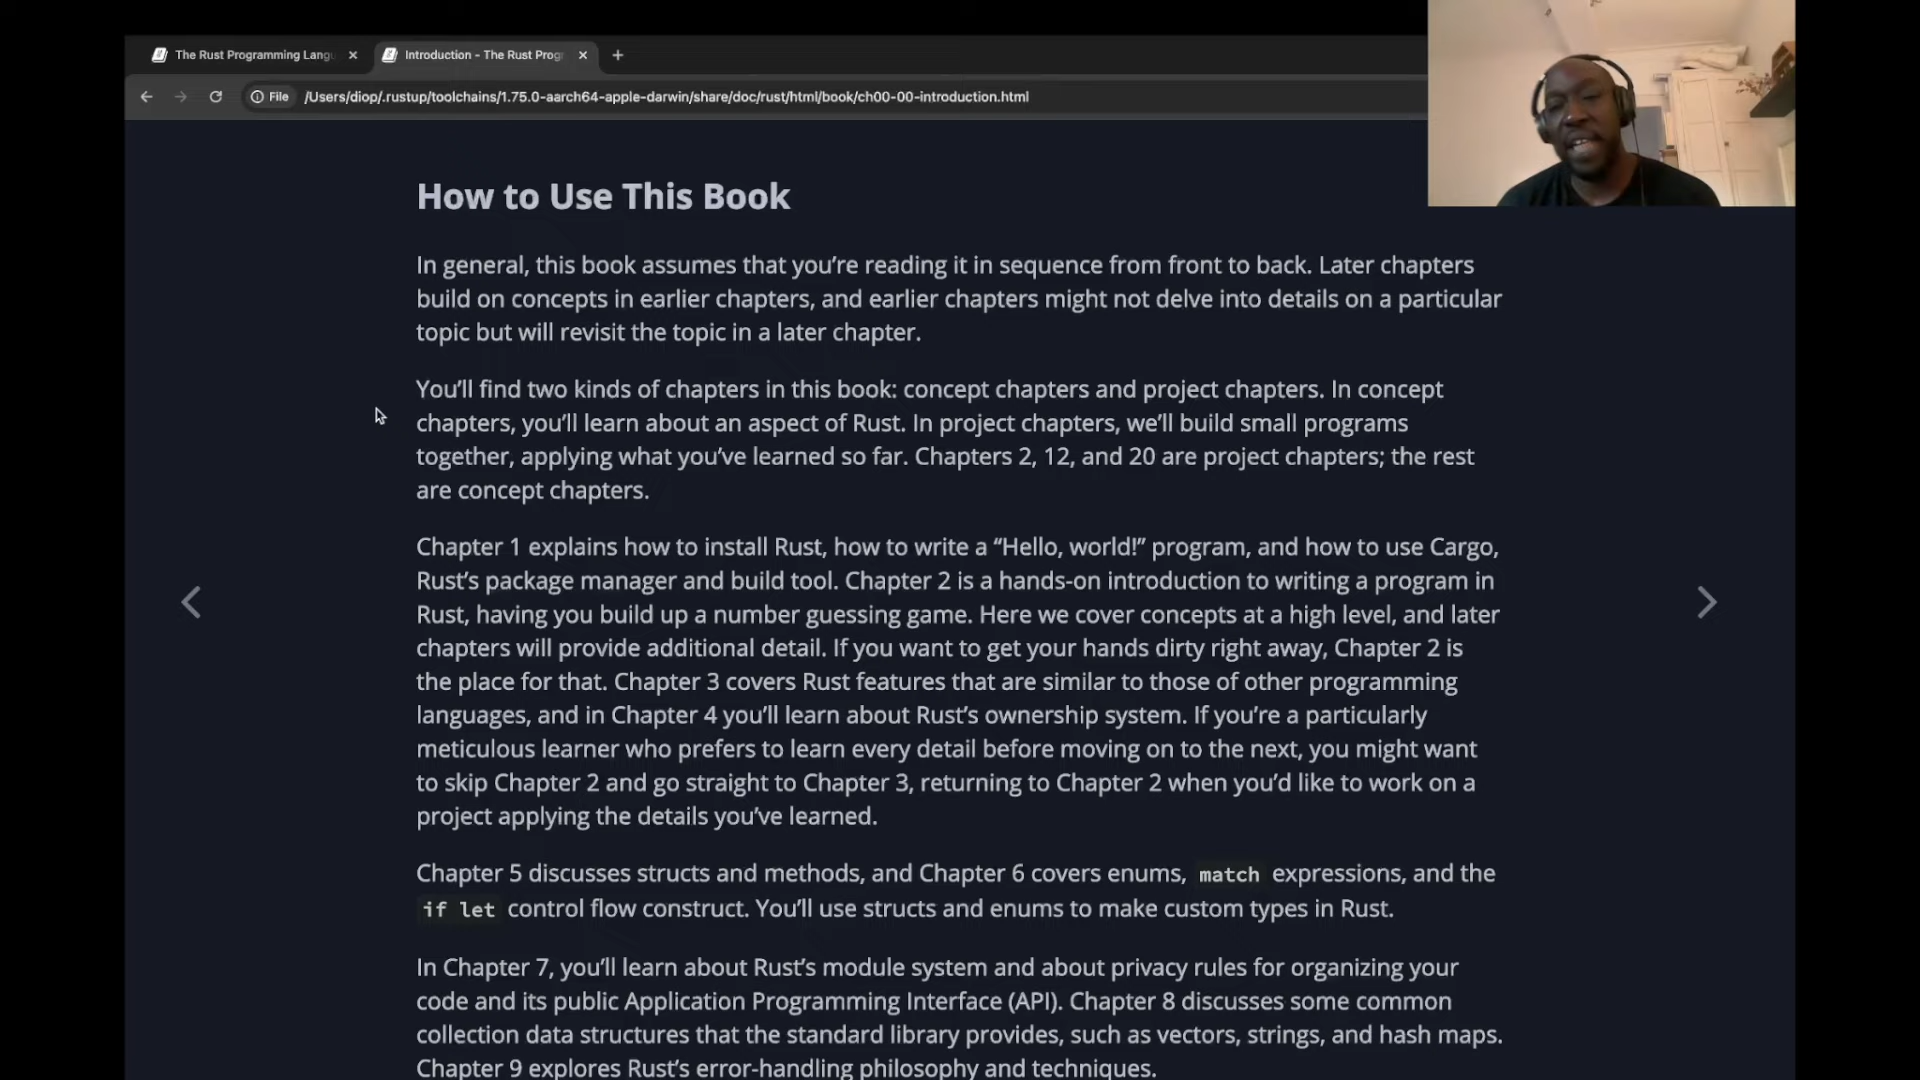 The Rust Programming Langu
Introduction - The Rust Prog
File
/Users/diop/.rustup/toolchains/1.75.0-aarch64-apple-darwin/share/doc/rust/html/book/ch00-00-introduction.html
How to Use This Book
In general, this book assumes that you’re reading it in sequence from front to back. Later chapters
build on concepts in earlier chapters, and earlier chapters might not delve into details on a particular
topic but will revisit the topic in a later chapter.
You’ll find two kinds of chapters in this book: concept chapters and project chapters. In concept
chapters, you’ll learn about an aspect of Rust. In project chapters, we’ll build small programs
together, applying what you’ve learned so far. Chapters 2, 12, and 20 are project chapters; the rest
are concept chapters.
Chapter 1 explains how to install Rust, how to write a “Hello, world!” program, and how to use Cargo,
Rust’s package manager and build tool. Chapter 2 is a hands-on introduction to writing a program in
Rust, having you build up a number guessing game. Here we cover concepts at a high level, and later
chapters will provide additional detail. If you want to get your hands dirty right away, Chapter 2 is
the place for that. Chapter 3 covers Rust features that are similar to those of other programming
languages, and in Chapter 4 you’ll learn about Rust’s ownership system. If you’re a particularly
meticulous learner who prefers to learn every detail before moving on to the next, you might want
to skip Chapter 2 and go straight to Chapter 3, returning to Chapter 2 when you’d like to work on a
project applying the details you’ve learned.
Chapter 5 discusses structs and methods, and Chapter 6 covers enums, match expressions, and the
if let control flow construct. You’ll use structs and enums to make custom types in Rust.
In Chapter 7, you’ll learn about Rust’s module system and about privacy rules for organizing your
code and its public Application Programming Interface (API). Chapter 8 discusses some common
collection data structures that the standard library provides, such as vectors, strings, and hash maps.
Chapter 9 explores Rust’s error-handling philosophy and techniques.